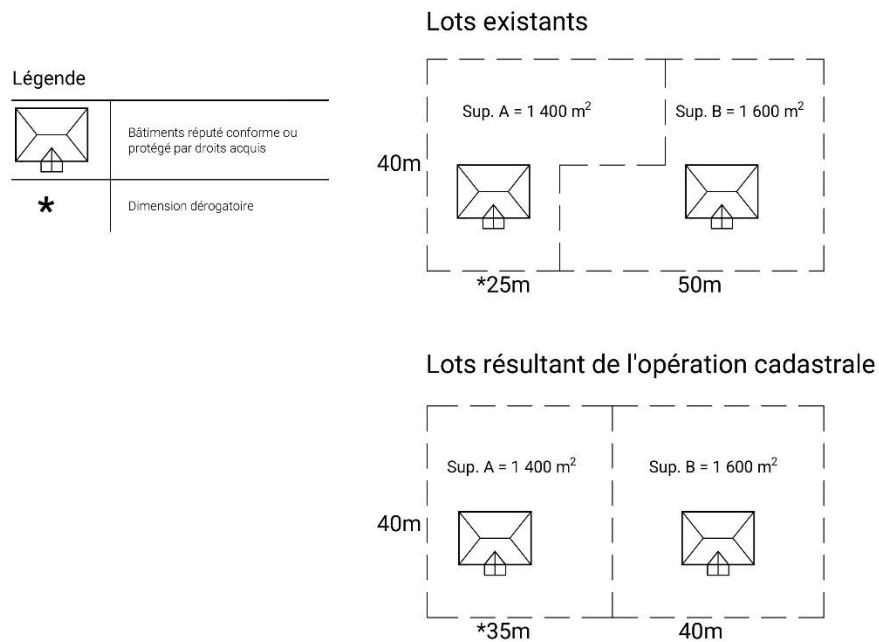 Lots existants
Légende
Bâtiments réputé conforme ou
protégé par droits acquis
*
Dimension dérogatoire
Sup. A = 1 400 m²
Sup. B = 1 600 m²
40m
*25m
50m
Lots résultant de l'opération cadastrale
Sup. A = 1 400 m²
Sup. B = 1 600 m²
40m
*35m
40m